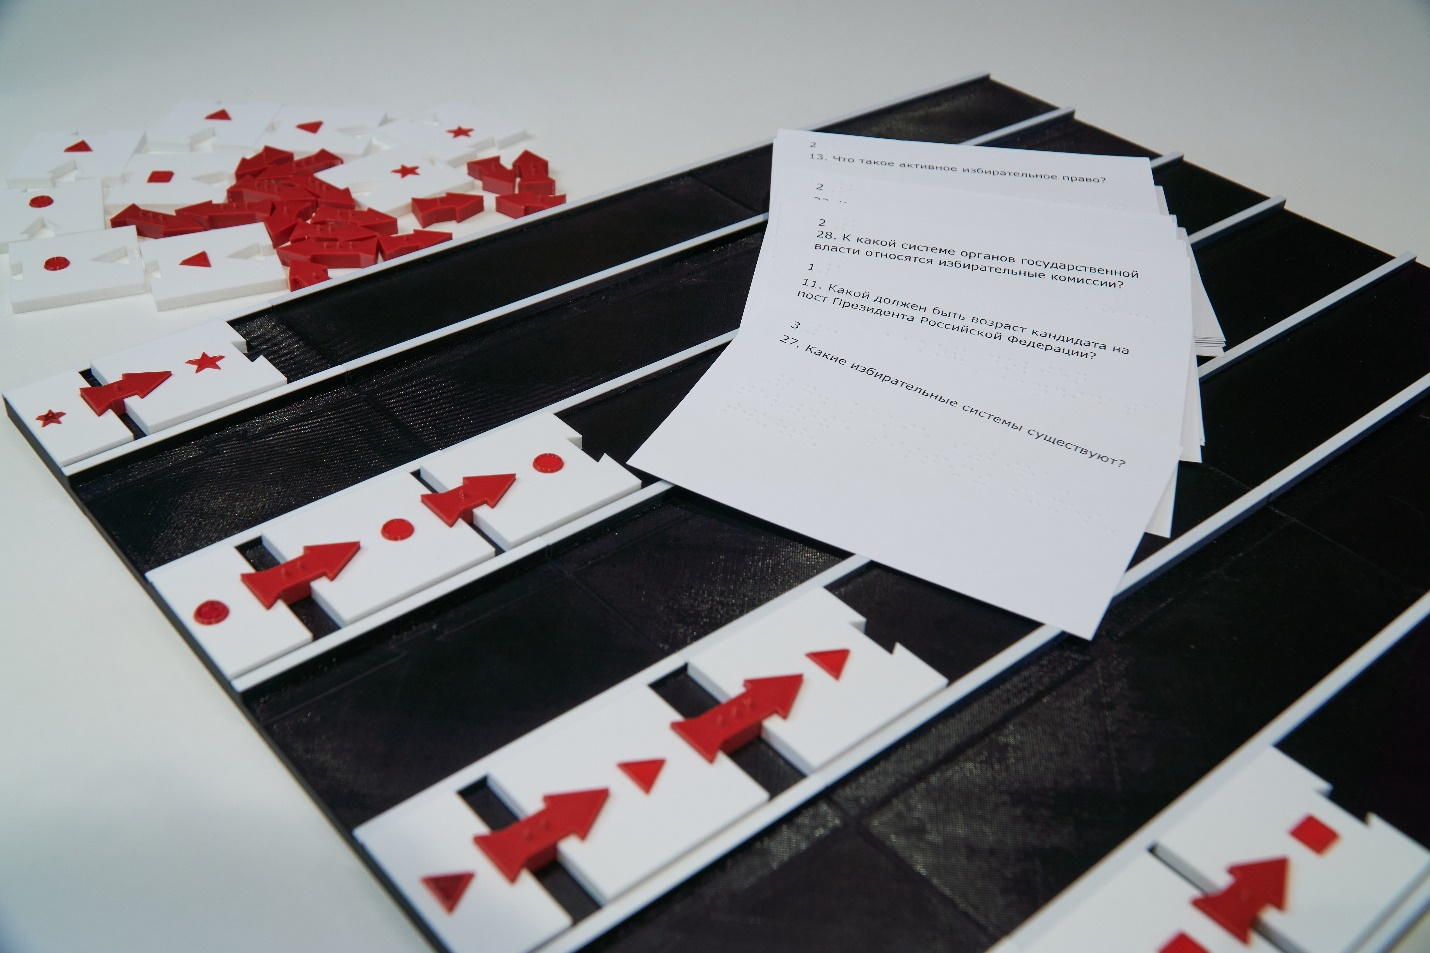 2
13. Что такое активное избирательное право?
2
2
28. К какой системе органов государственной
власти относятся избирательные комиссии?
1
11. Какой должен быть возраст кандидата на
пост Президента Российской Федерации?
3
27. Какие избирательные системы существуют?